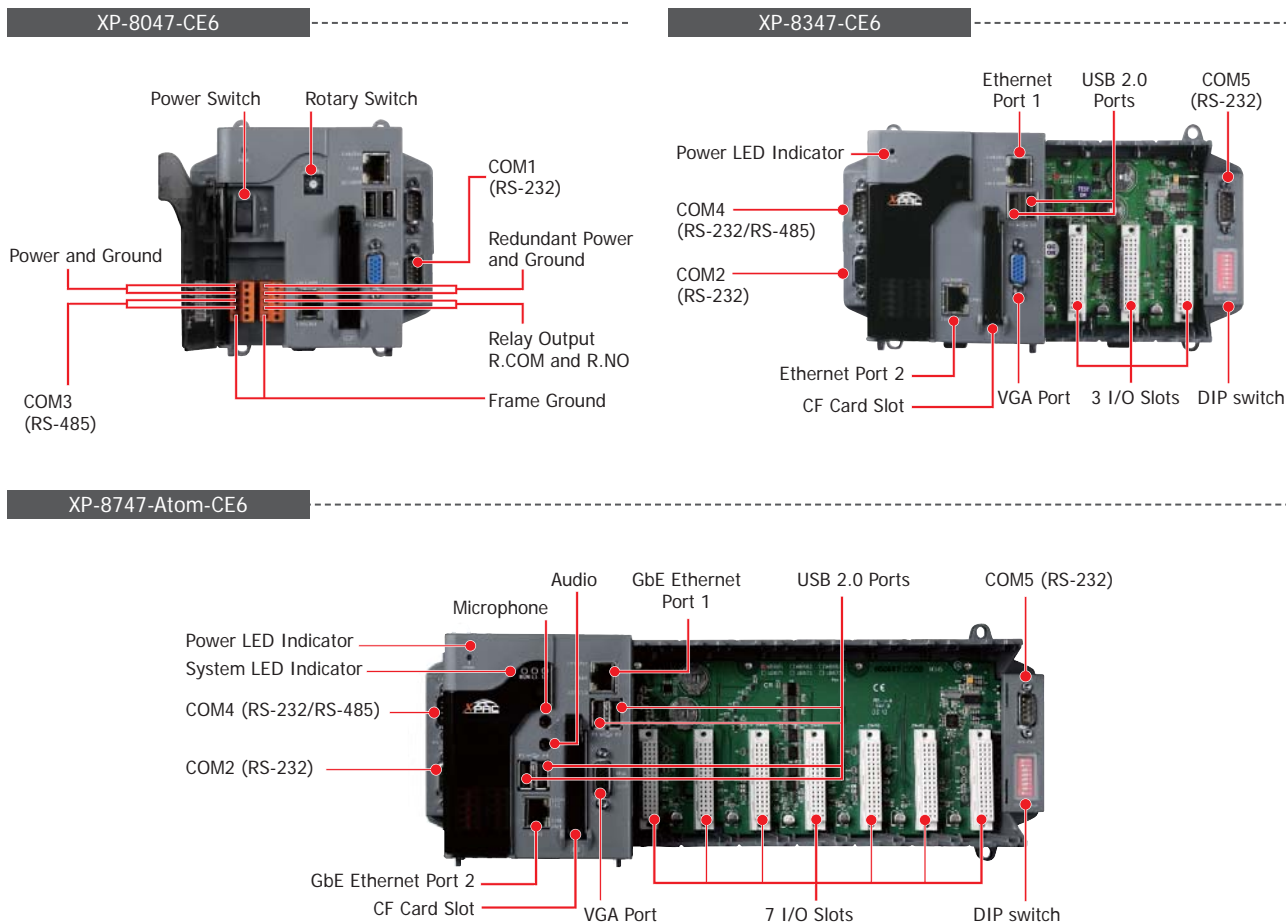 XP-8047-CE6
Power Switch
Rotary Switch
COM1
(RS-232)
Power and Ground
Redundant Power
and Ground
Relay Output
R.COM and R.NO
COM3
(RS-485)
Frame Ground
XP-8347-CE6
Ethernet
Port 1
USB 2.0
Ports
COM5
(RS-232)
Power LED Indicator
COM4
(RS-232/RS-485)
COM2
(RS-232)
XPAC
Ethernet Port 2
CF Card Slot
VGA Port
3 I/O Slots
DIP switch
XP-8747-Atom-CE6
Audio
GbE Ethernet
Port 1
USB 2.0 Ports
COM5 (RS-232)
Microphone
Power LED Indicator
System LED Indicator
COM4 (RS-232/RS-485)
COM2 (RS-232)
XPAC
CE
GbE Ethernet Port 2
CF Card Slot
VGA Port
7 I/O Slots
DIP switch